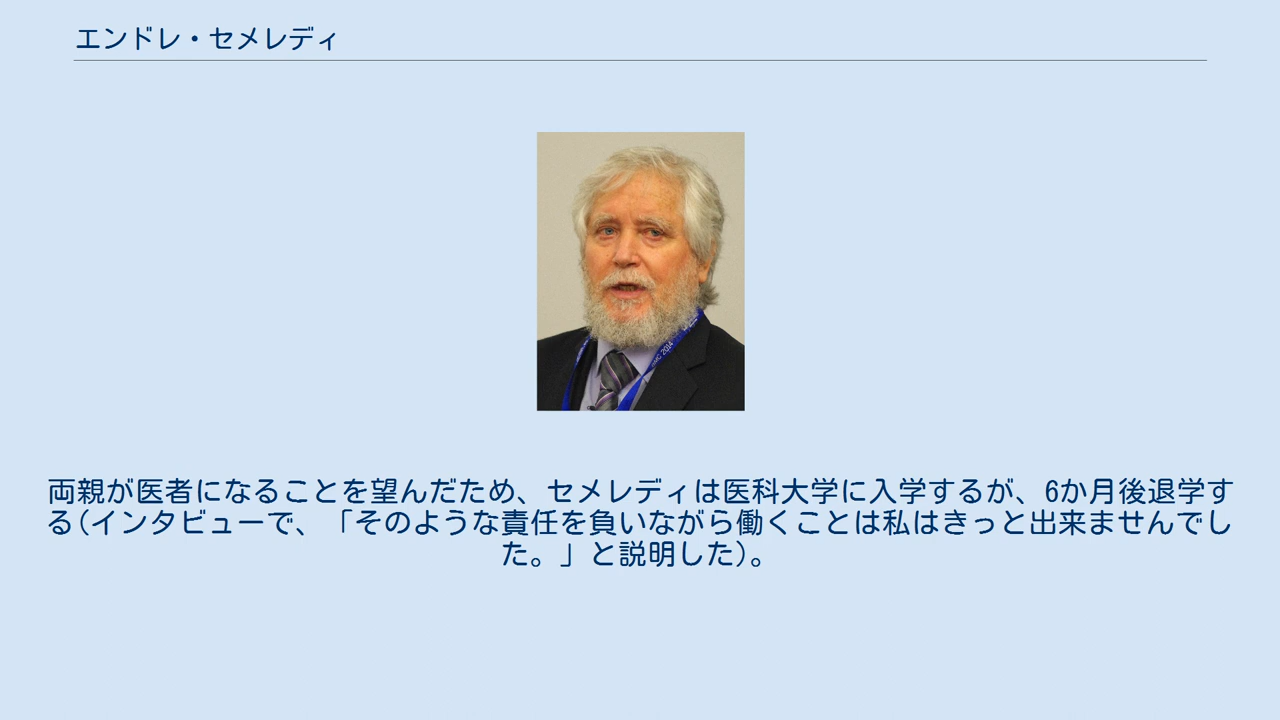 エンドレ・セメレディ
IMC 2014
両親が医者になることを望んだため、セメレディは医科大学に入学するが、6か月後退学す
る(インタビューで、「そのような責任を負いながら働くことは私はきっと出来ませんでし
た。」と説明した)。